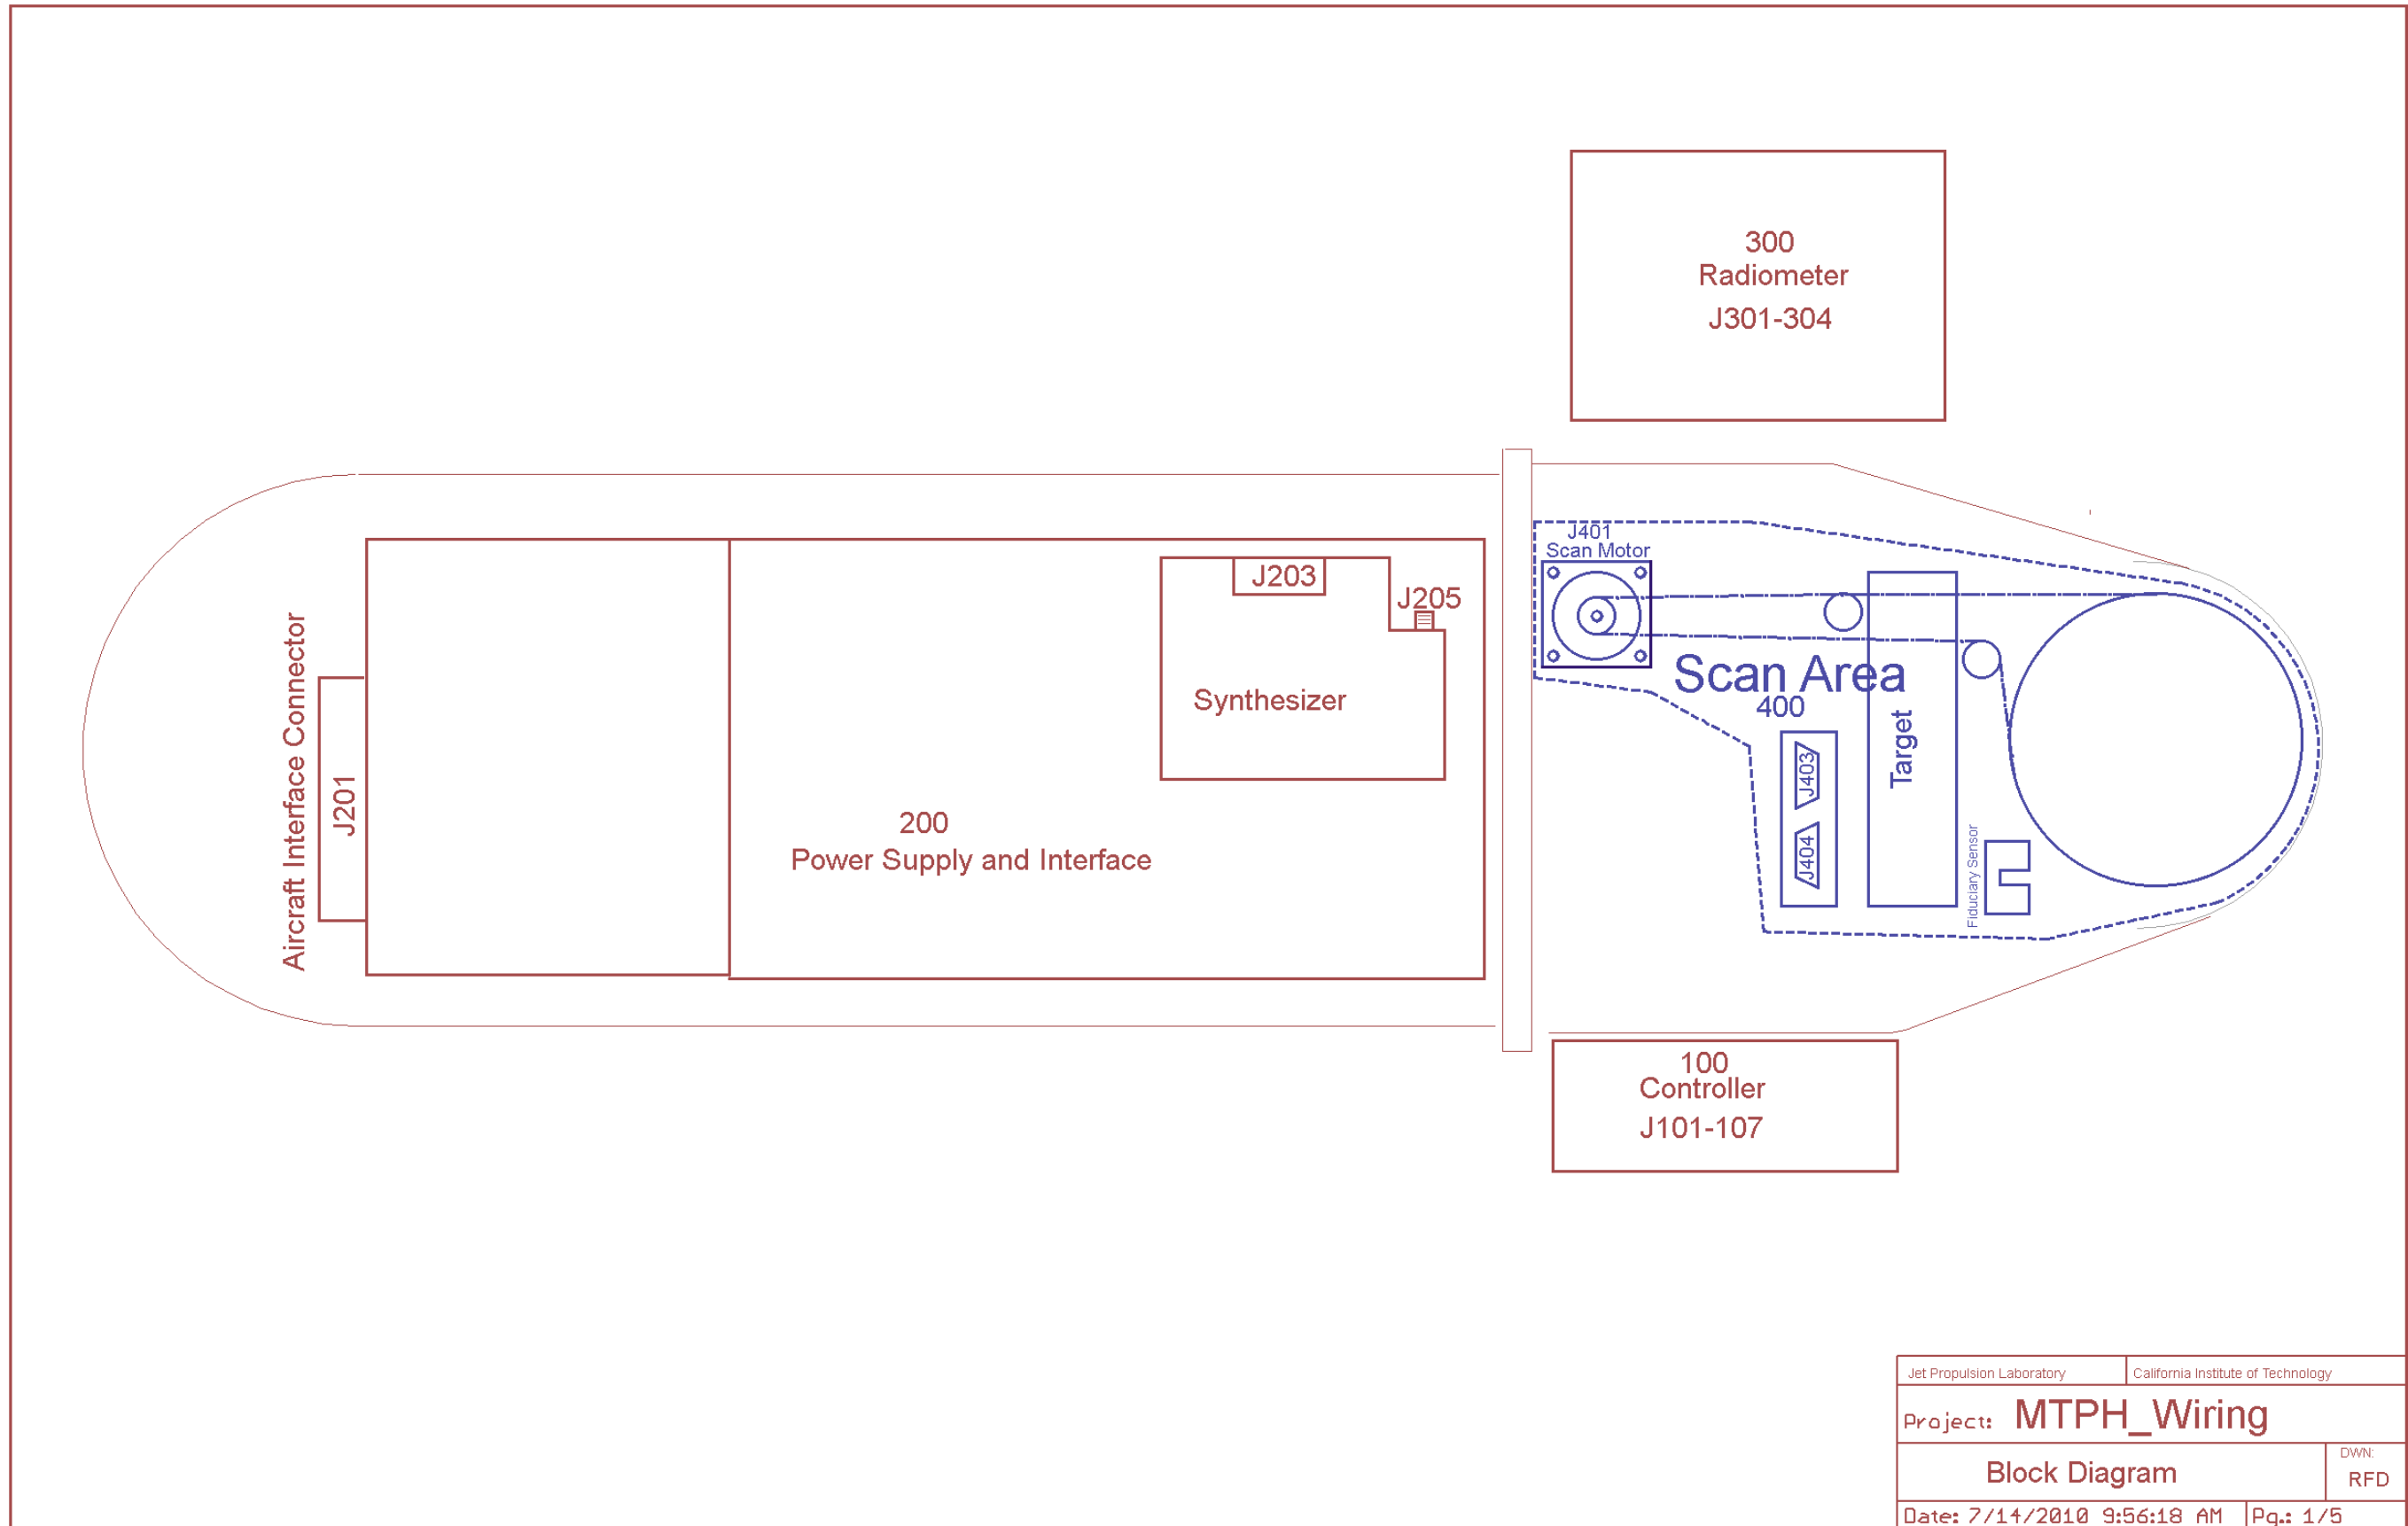 300
Radiometer
J301-304
J401
Scan Motor
J203
J205
Synthesizer
Scan Area
400
Target
J403
J404
Fiduciary Sensor
Aircraft Interface Connector
J201
200
Power Supply and Interface
100
Controller
J101-107
Jet Propulsion Laboratory
California Institute of Technology
Project: MTPH_Wiring
Block Diagram
DWN:
RFD
Date: 7/14/2010 9:56:18 AM
Pg.: 1/5